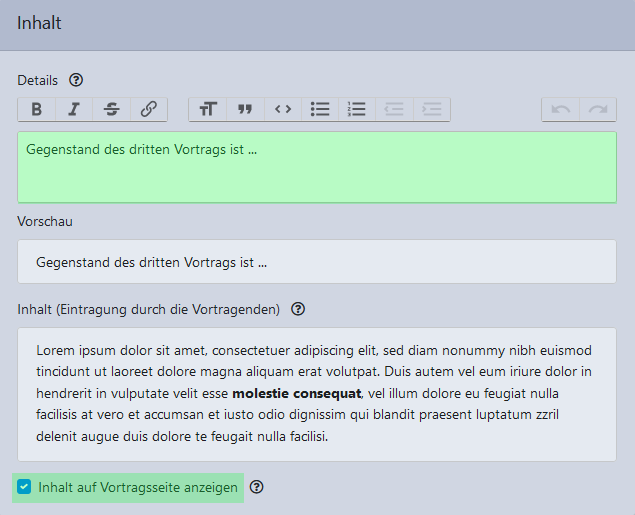 Inhalt
Details
Gegenstand des dritten Vortrags ist ...
Vorschau
Gegenstand des dritten Vortrags ist ...
Inhalt (Eintragung durch die Vortragenden)
Lorem ipsum dolor sit amet, consectetuer adipiscing elit, sed diam nonummy nibh euismod
tincidunt ut laoreet dolore magna aliquam erat volutpat. Duis autem vel eum iriure dolor in
hendrerit in vulputate velit esse molestie consequat, vel illum dolore eu feugiat nulla
facilisis at vero et accumsan et iusto odio dignissim qui blandit praesent luptatum zzril
delenit augue duis dolore te feugait nulla facilisi.
Inhalt auf Vortragsseite anzeigen